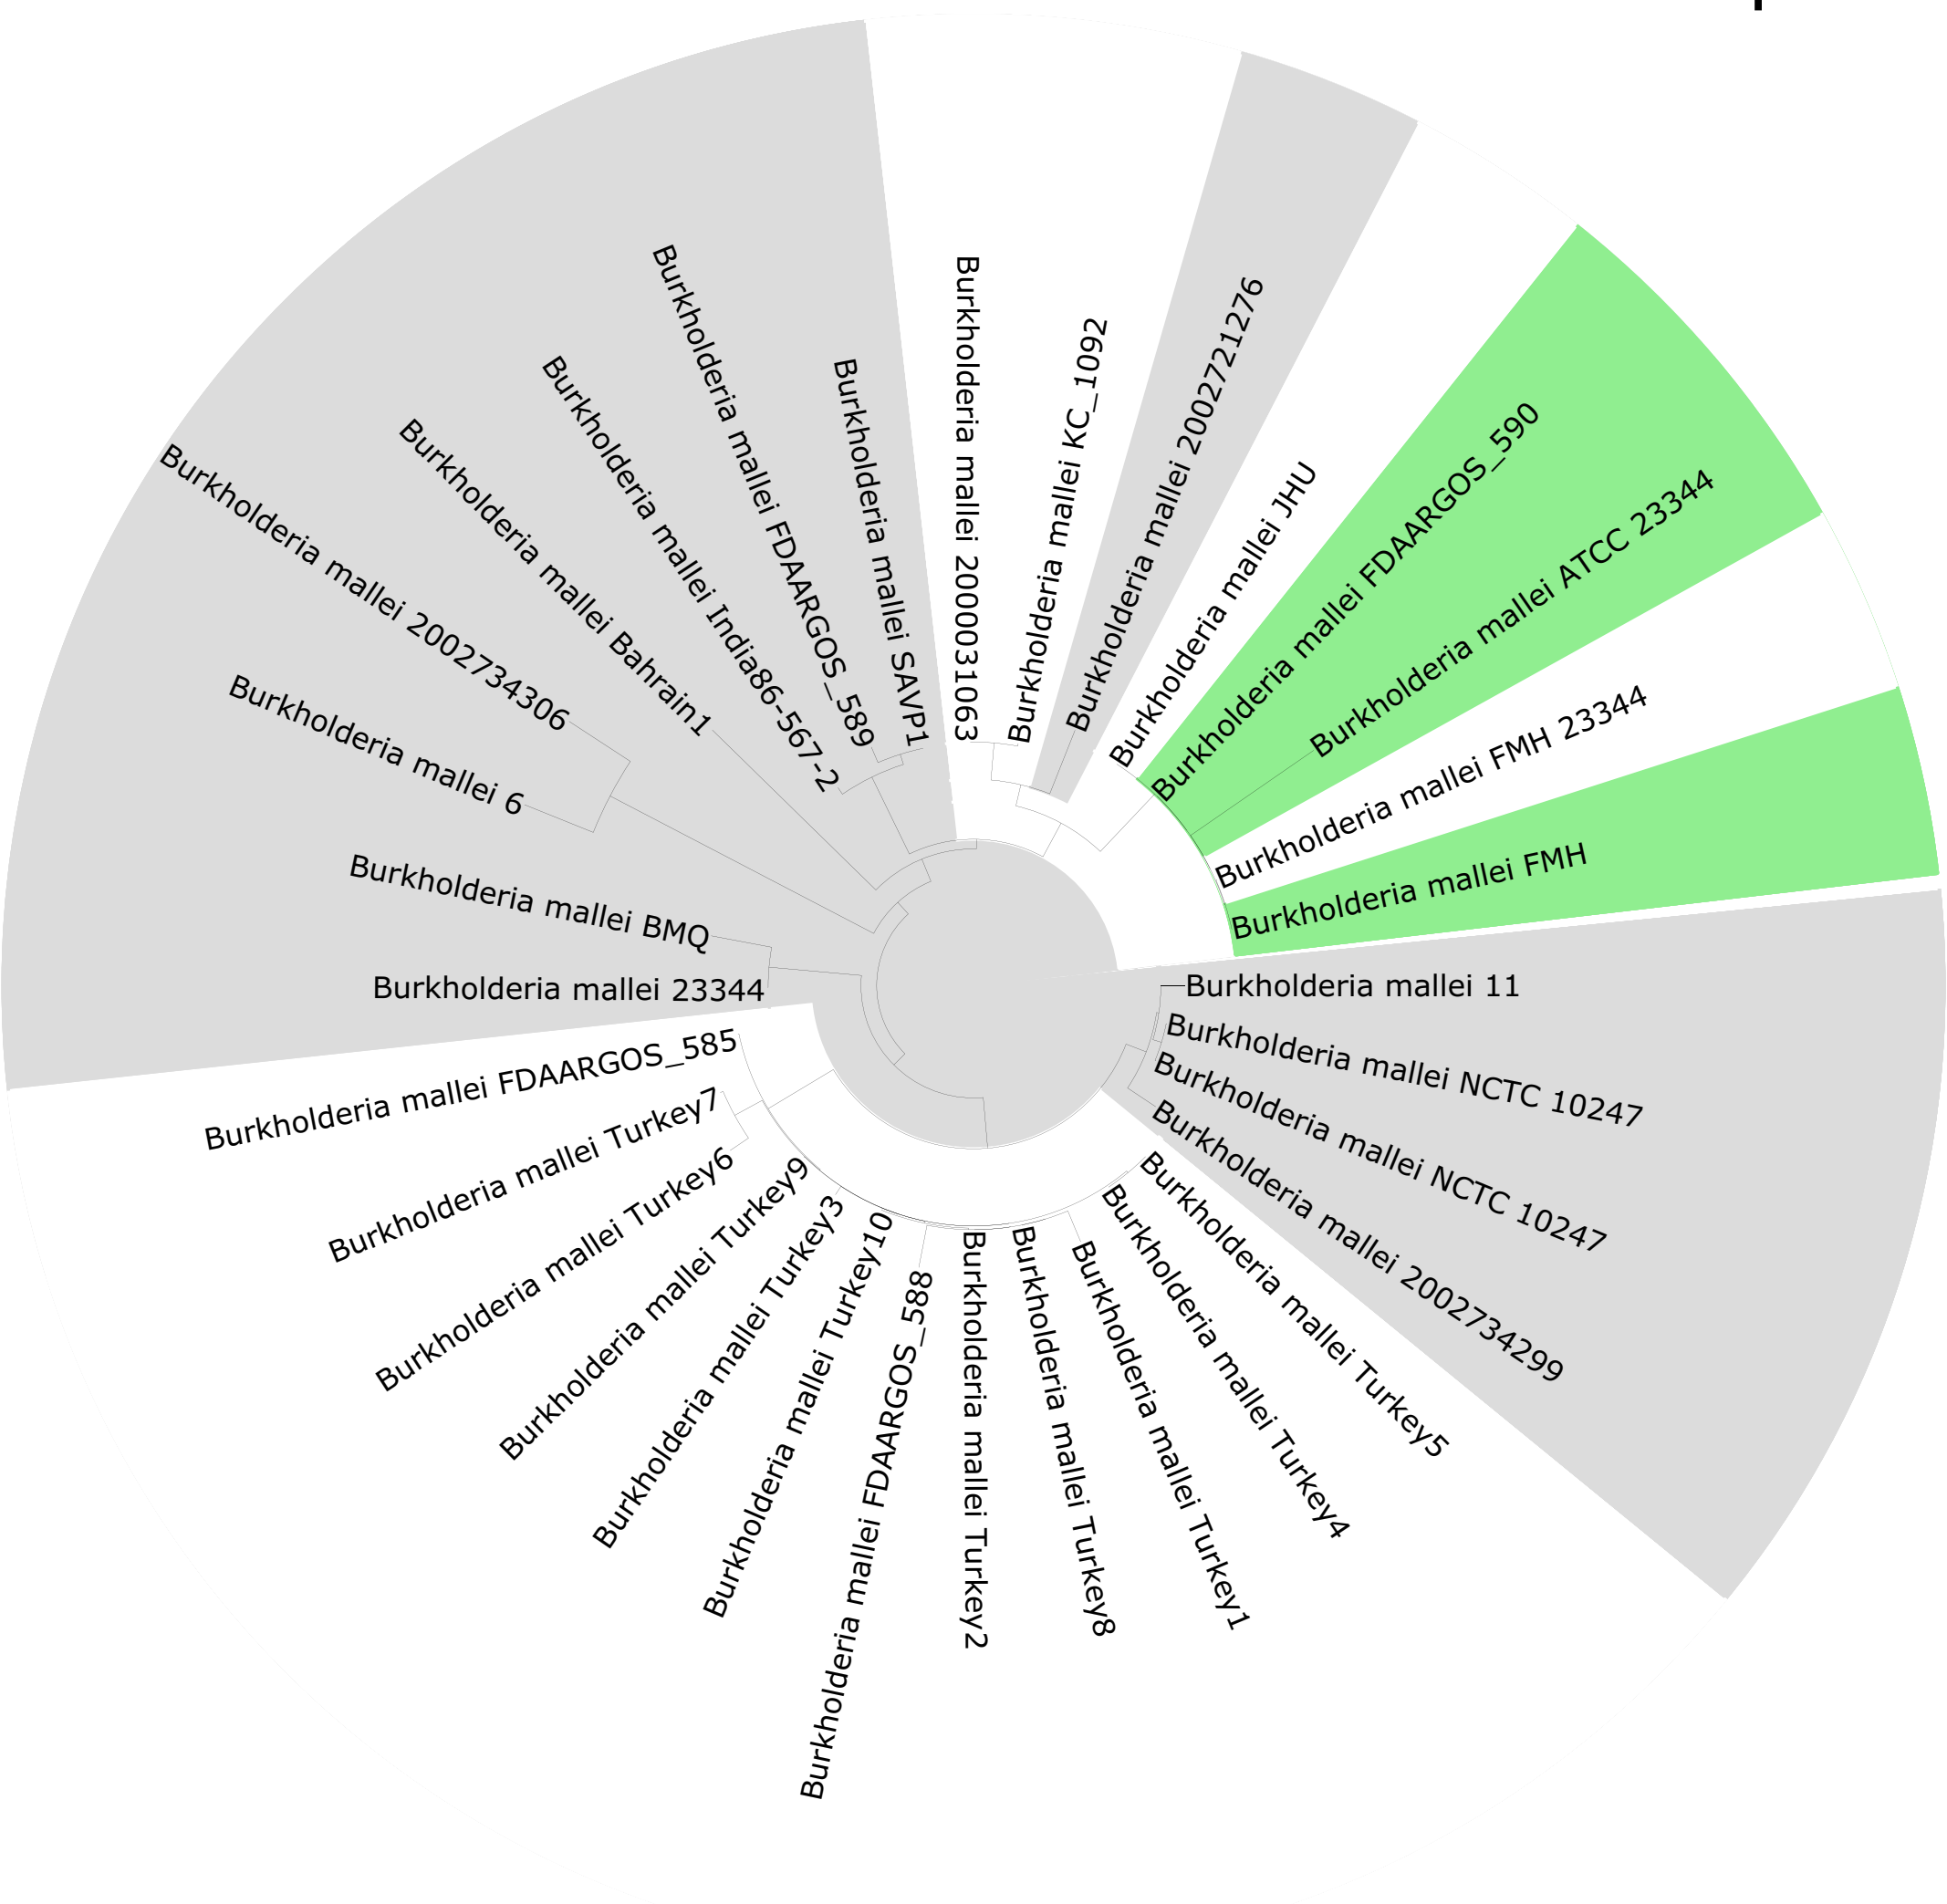 Burkholderia mallei 2000031063
Burkholderia mallei KC_1092
Burkholderia mallei 2002721276
Burkholderia mallei JHU
Burkholderia mallei FDAARGOS_590
Burkholderia mallei ATCC 23344
Burkholderia mallei FMH 23344
Burkholderia mallei FMH
Burkholderia mallei 11
Burkholderia mallei NCTC 10247
Burkholderia mallei NCTC 10247
Burkholderia mallei 2002734299
Burkholderia mallei Turkey5
Burkholderia mallei Turkey4
Burkholderia mallei Turkey1
Burkholderia mallei Turkey8
Burkholderia mallei Turkey2
Burkholderia mallei FDAARGOS_588
Burkholderia mallei Turkey10
Burkholderia mallei Turkey3
Burkholderia mallei Turkey9
Burkholderia mallei Turkey6
Burkholderia mallei Turkey7
Burkholderia mallei FDAARGOS_585
Burkholderia mallei 23344
Burkholderia mallei BMQ
Burkholderia mallei 6
Burkholderia mallei 2002734306
Burkholderia mallei Bahrain1
Burkholderia mallei India86-567-2
Burkholderia mallei FDAARGOS_589
Burkholderia mallei SAVP1